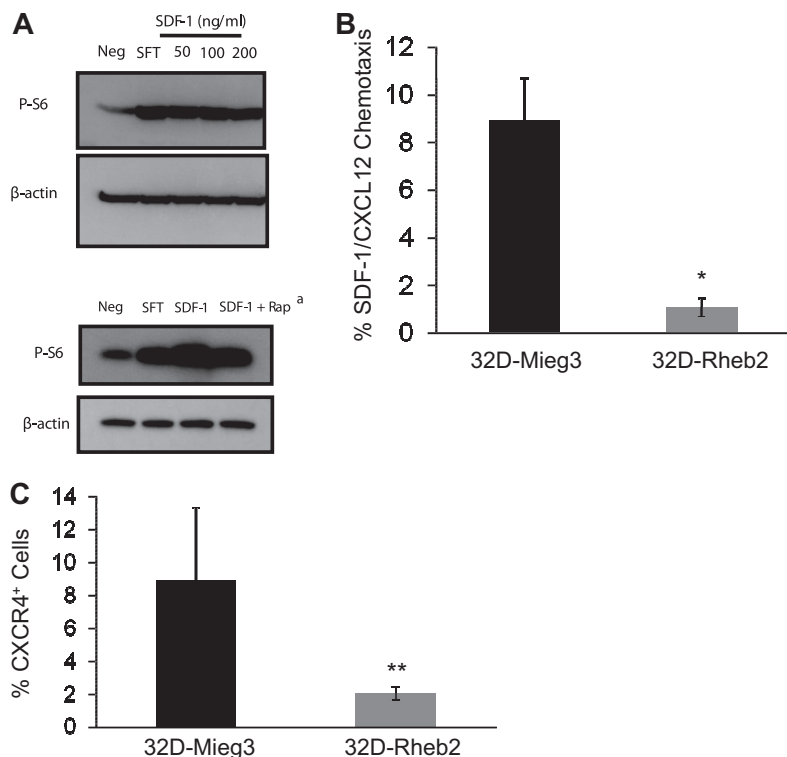 A
SDF-1 (ng/ml)
Neg SFT 50 100 200
P-S6
β-actin
Neg SFT SDF-1 SDF-1 + Rap a
P-S6
β-actin
B
% SDF-1/CXCL12 Chemotaxis
12
10
8
6
4
2
0
*
32D-Mieg3 32D-Rheb2
C
% CXCR4+ Cells
14
12
10
8
6
4
2
0
**
32D-Mieg3 32D-Rheb2